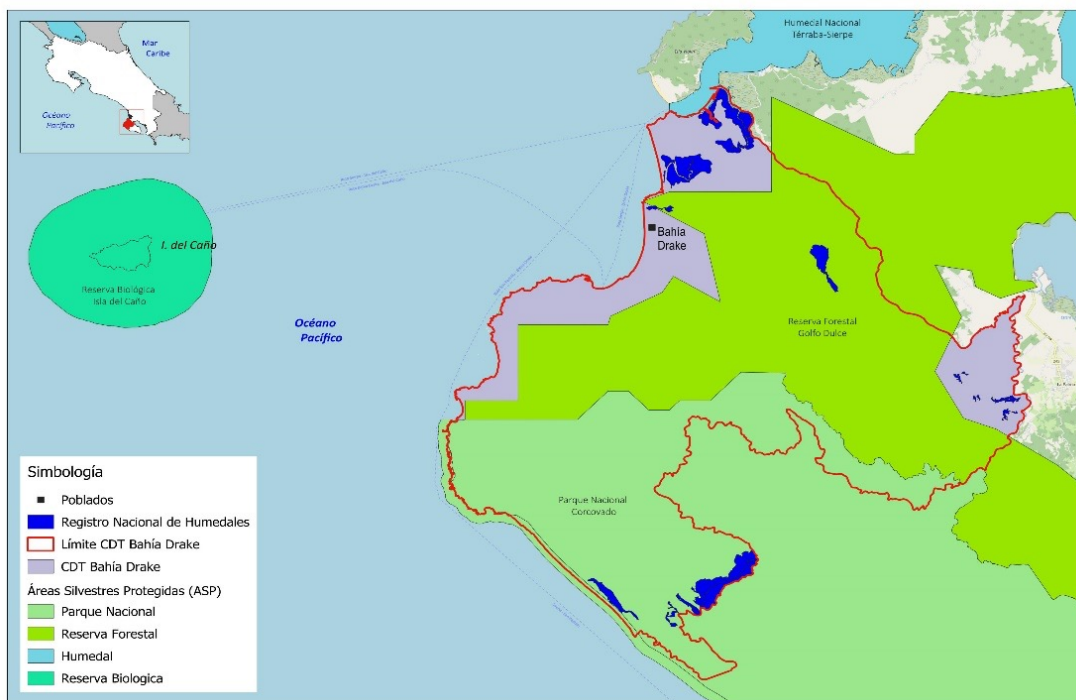 Mar
Caribe
Océano
Pacífico
Humedal Nacional
Térraba-Sierpe
I. del Caño
Reserva Biológica
Isla del Caño
Bahía
Drake
Océano
Pacífico
Reserva Forestal
Golfo Dulce
Parque Nacional
Corcovado
Simbología
Poblados
Registro Nacional de Humedales
Límite CDT Bahía Drake
CDT Bahía Drake
Áreas Silvestres Protegidas (ASP)
Parque Nacional
Reserva Forestal
Humedal
Reserva Biologica